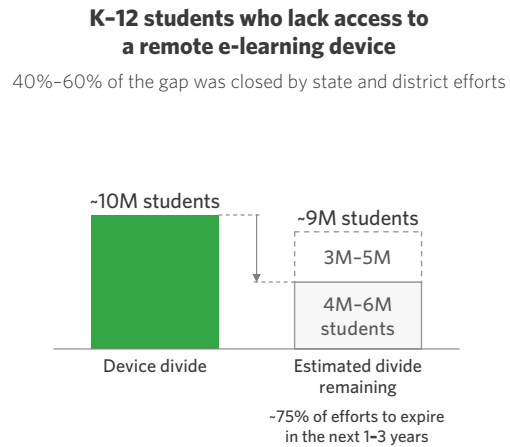 K–12 students who lack access to
a remote e-learning device
40%–60% of the gap was closed by state and district efforts
~10M students
~9M students
3M–5M
4M–6M
students
Device divide
Estimated divide
remaining
~75% of efforts to expire
in the next 1–3 years